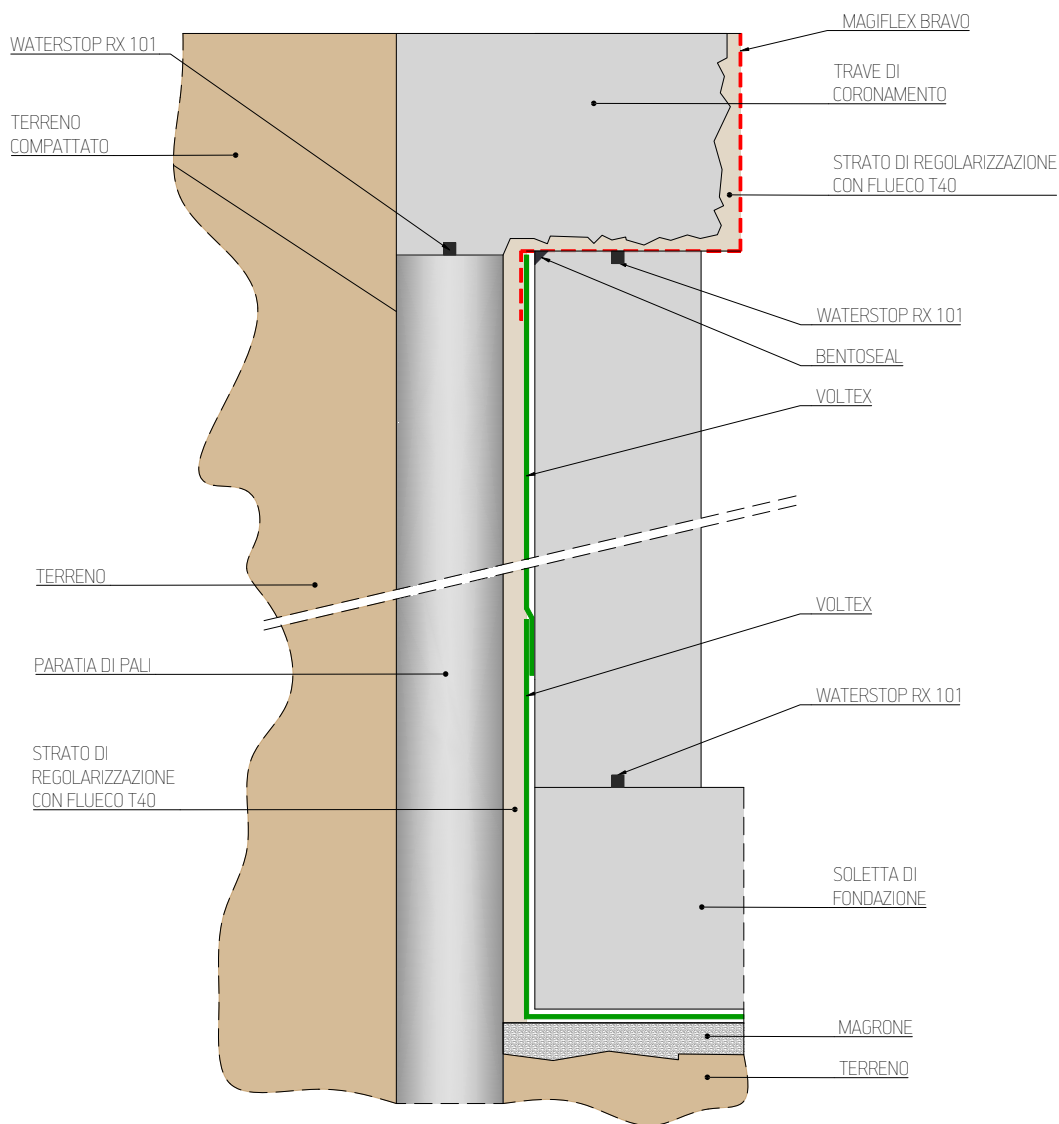 MAGIFLEX BRAVO
WATERSTOP RX 101
TRAVE DI
CORONAMENTO
TERRENO
COMPATTATO
STRATO DI REGOLARIZZAZIONE
CON FLUECO T40
WATERSTOP RX 101
BENTOSEAL
VOLTEX
TERRENO
VOLTEX
PARATIA DI PALI
WATERSTOP RX 101
STRATO DI
REGOLARIZZAZIONE
CON FLUECO T40
SOLETTA DI
FONDAZIONE
MAGRONE
TERRENO